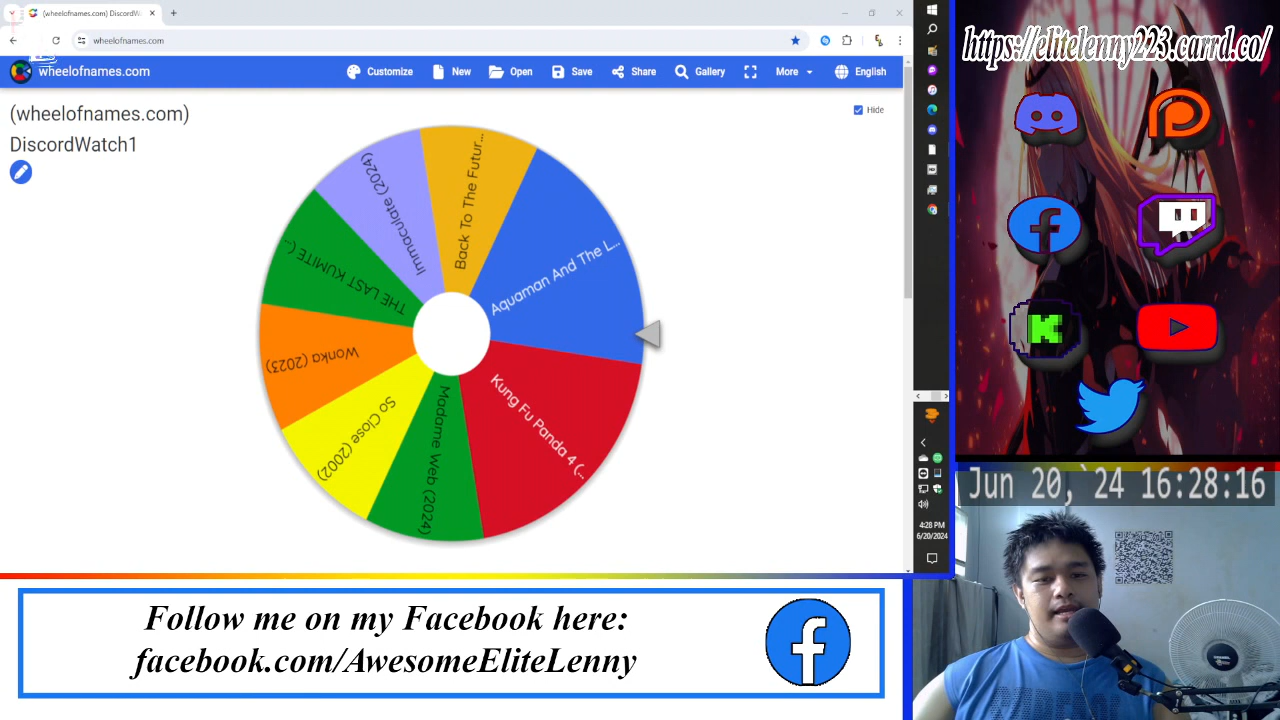 (wheelofnames.com) DiscordW
wheelofnames.com
wheelofnames.com
Customize
New
Open
Save
Share
Gallery
More
English
(wheelofnames.com)
DiscordWatch1
Hide
Back To The Futur...
Aquaman And The L...
Kung Fu Panda 4 (...
Madame Web (2024)
So Close (2002)
Wonka (2023)
THE LAST KUMITE (...
Immaculate (2024)
4:28 PM
6/20/2024
https://elitelenny223.carrd.co/
Jun 20, `24 16:28:16
Follow me on my Facebook here:
facebook.com/AwesomeEliteLenny